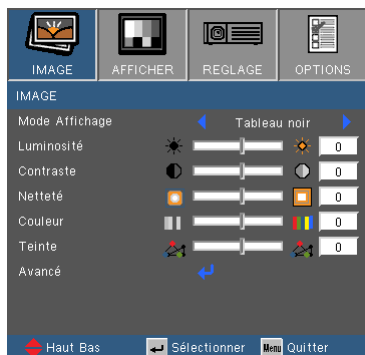 IMAGE AFFICHER REGLAGE OPTIONS
IMAGE
Mode Affichage Tableau noir
Luminosité 0
Contraste 0
Netteté 0
Couleur 0
Teinte 0
Avancé
Haut Bas Sélectionner Menu Quitter